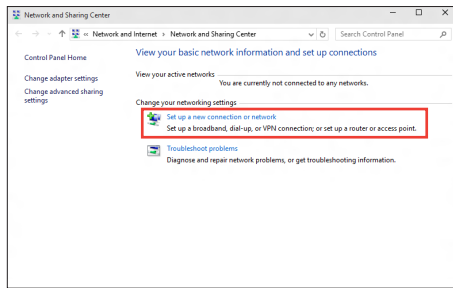 Network and Sharing Center
« Network and Internet › Network and Sharing Center
Search Control Panel
Control Panel Home
Change adapter settings
Change advanced sharing
settings
View your basic network information and set up connections
View your active networks
You are currently not connected to any networks.
Change your networking settings
Set up a new connection or network
Set up a broadband, dial-up, or VPN connection; or set up a router or access point.
Troubleshoot problems
Diagnose and repair network problems, or get troubleshooting information.